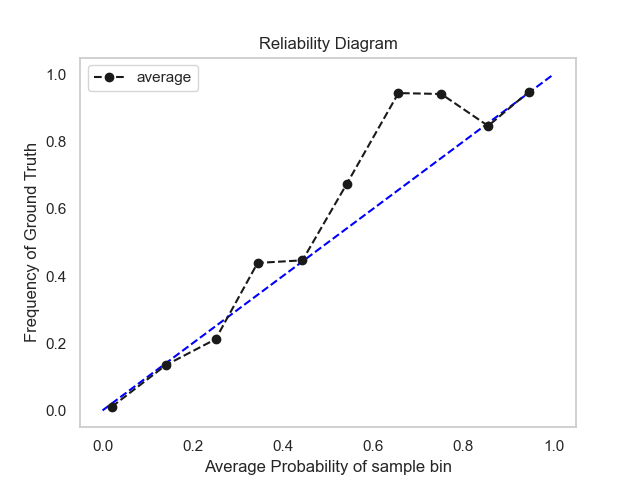 Reliability Diagram
average
Frequency of Ground Truth
1.0
0.8
0.6
0.4
0.2
0.0
0.0 0.2 0.4 0.6 0.8 1.0
Average Probability of sample bin